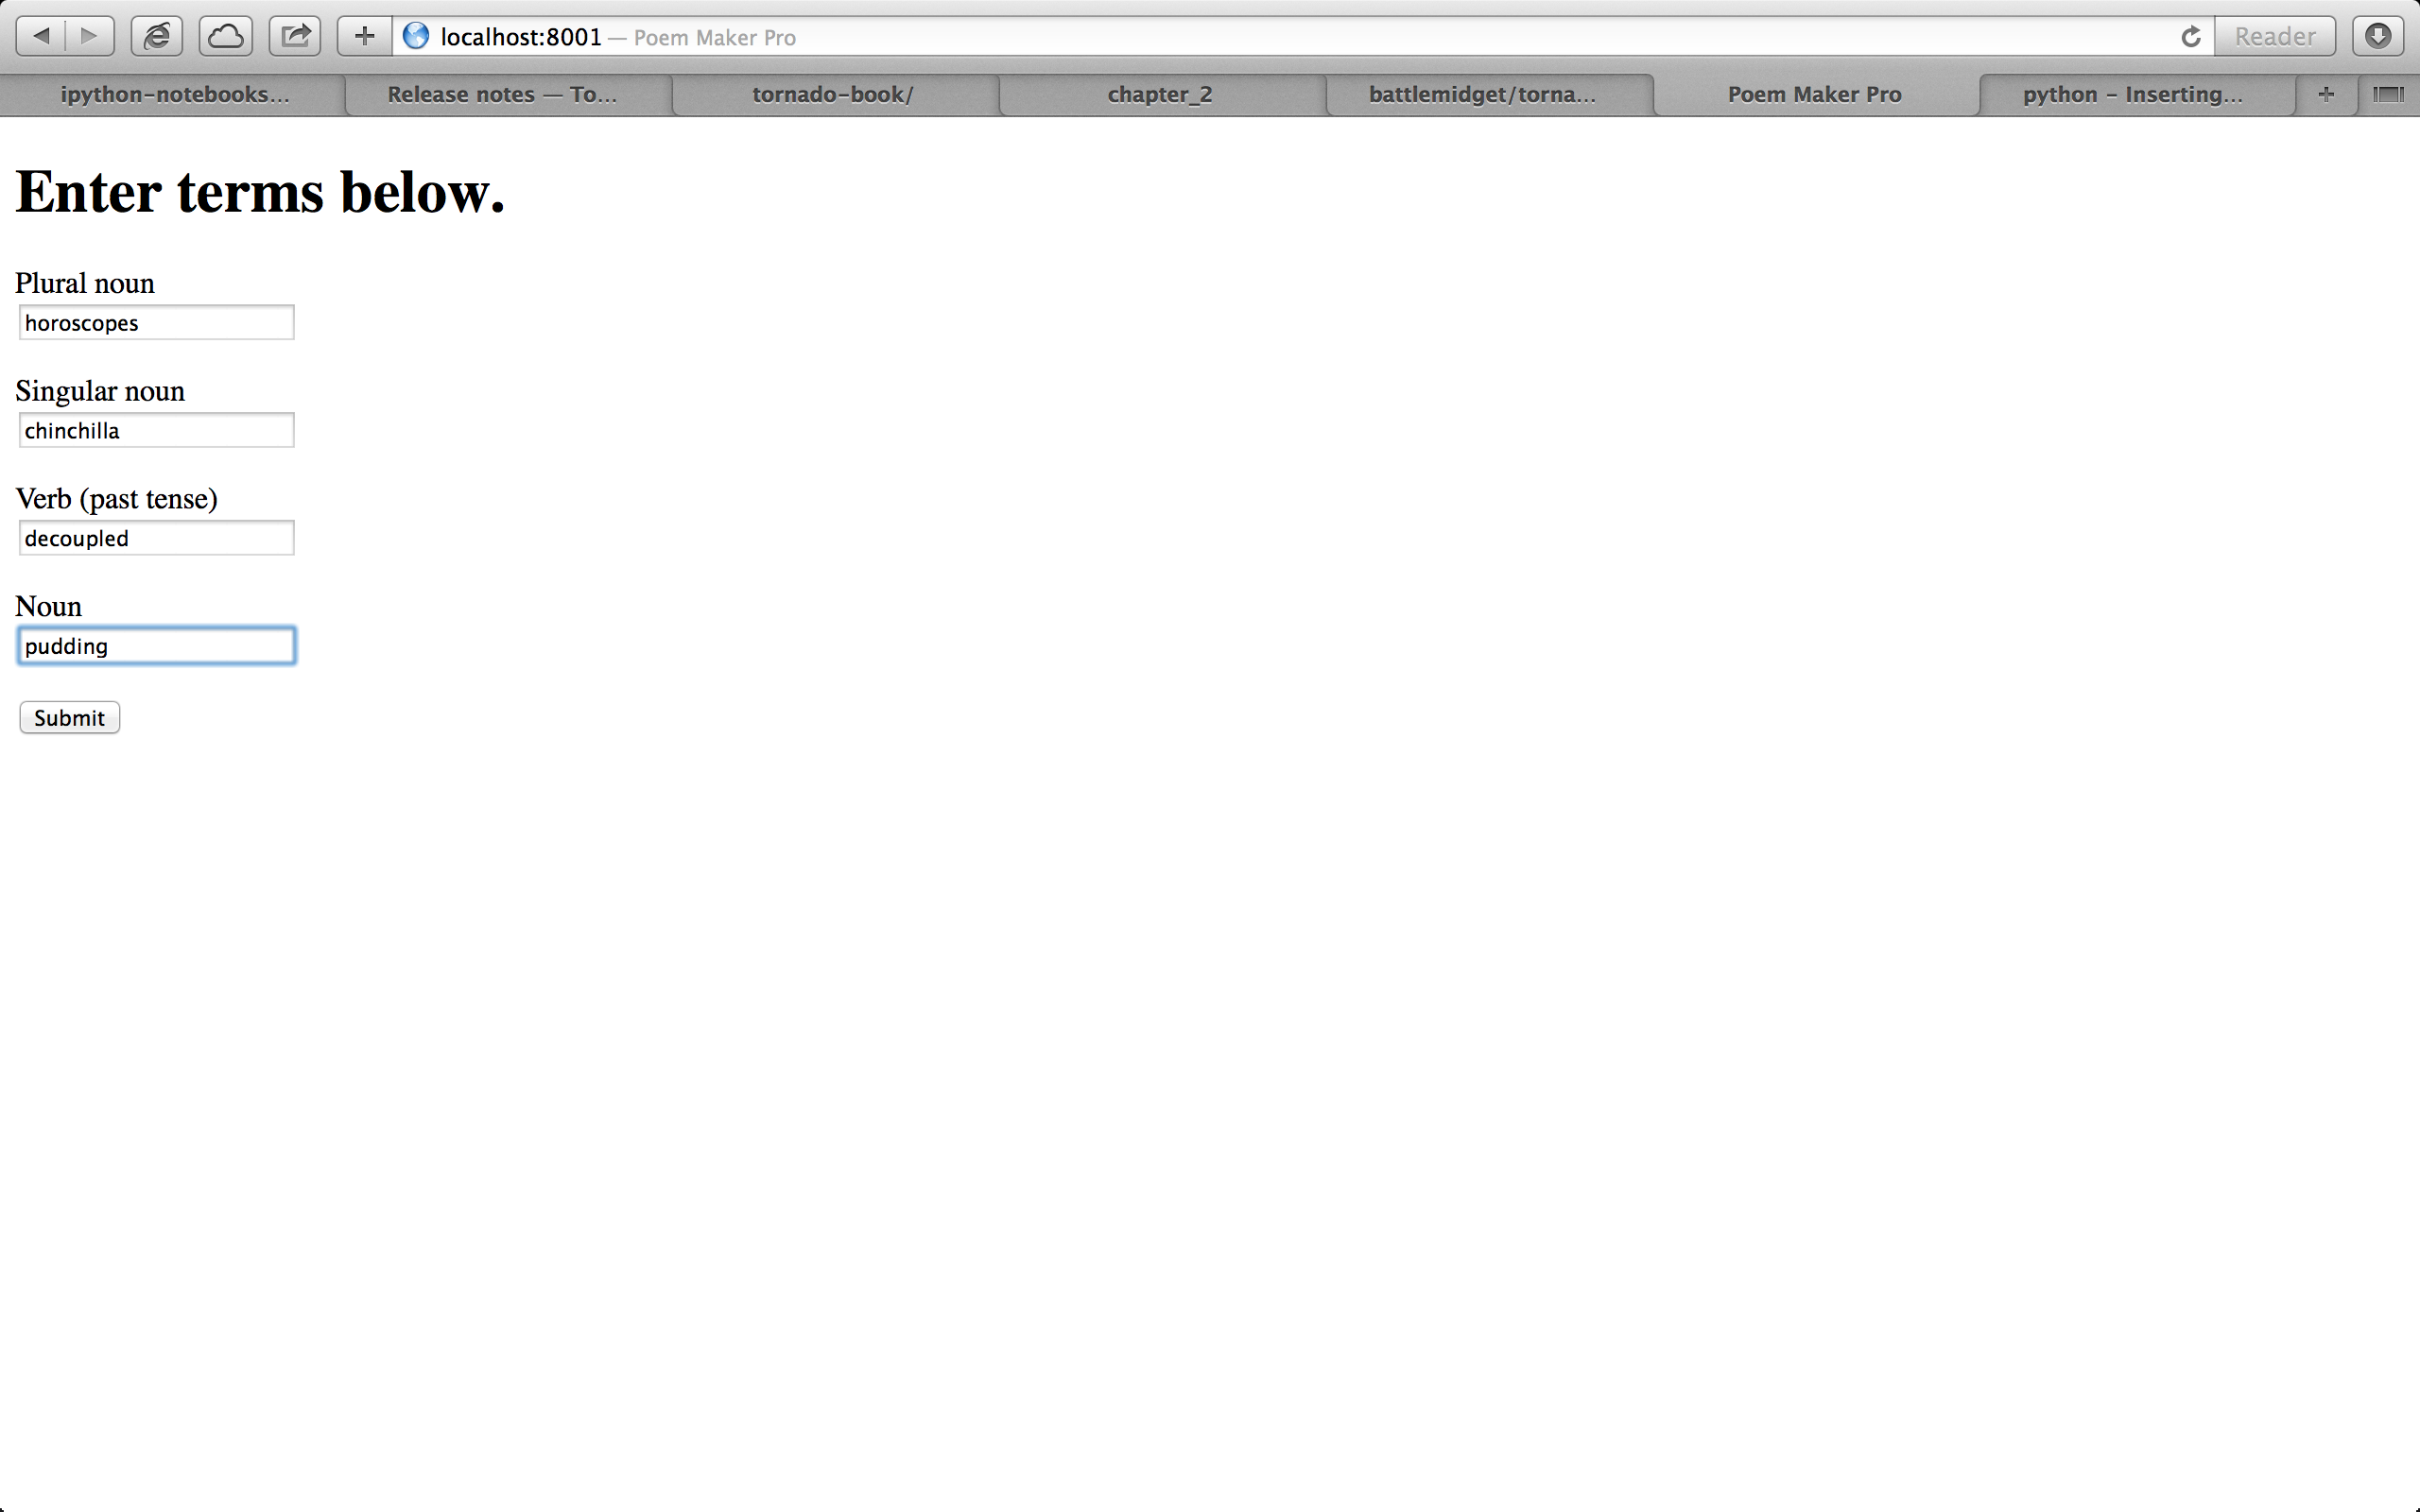 localhost:8001 — Poem Maker Pro
Reader
ipython-notebooks...
Release notes — To...
tornado-book/
chapter_2
battlemidget/torna...
Poem Maker Pro
python - Inserting...
Enter terms below.
Plural noun
horoscopes
Singular noun
chinchilla
Verb (past tense)
decoupled
Noun
pudding
Submit